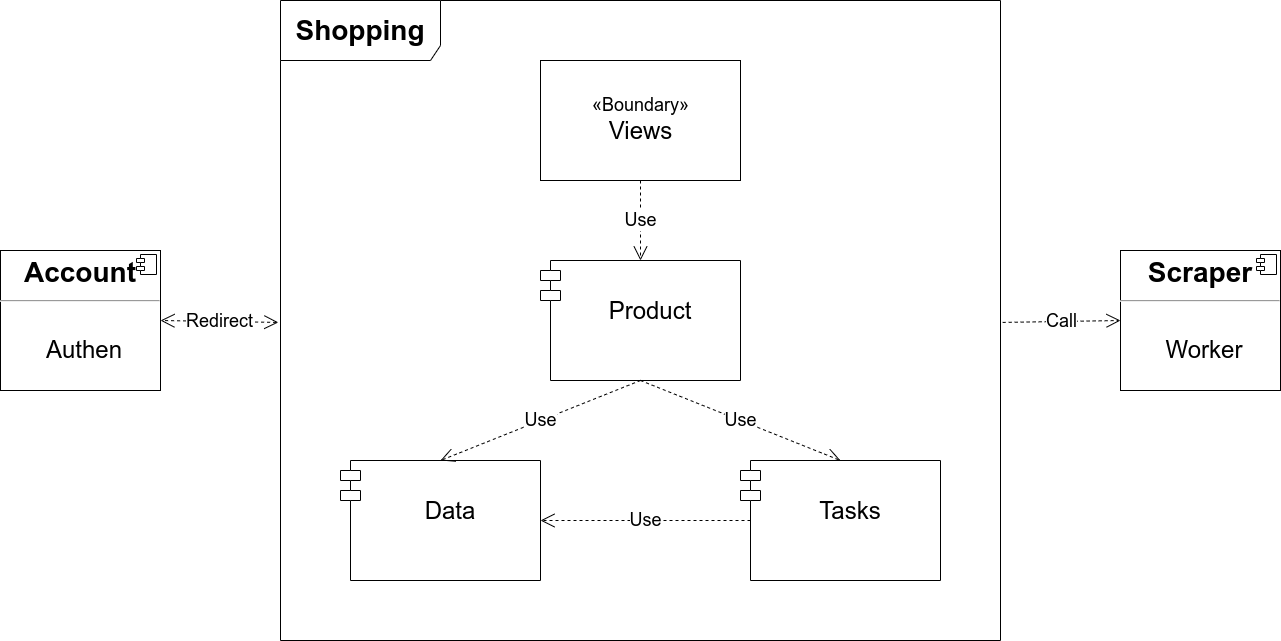 Shopping
«Boundary»
Views
Use
Account
Authen
Redirect
Product
Call
Scraper
Worker
Use
Use
Data
Use
Tasks